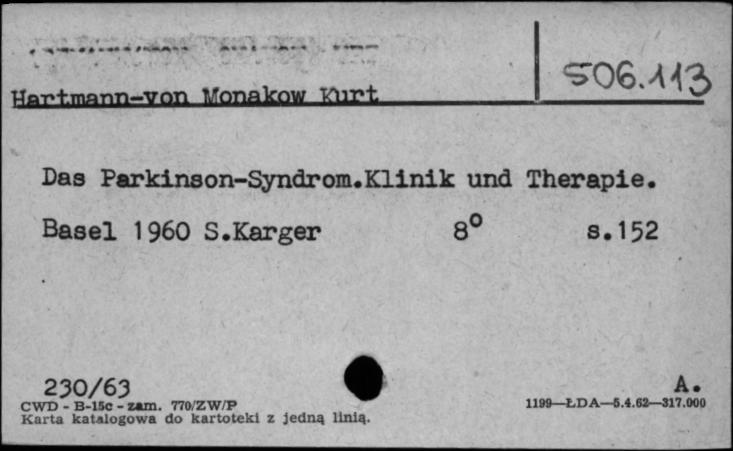 506.113
Hartmann-von Monakow Kurt
Das Parkinson-Syndrom.Klinik und Therapie.
Basel 1960 S.Karger 8° s.152
230/63 A.
CWD - B-15c - zam. 770/ZW/P 1199—ŁDA—5.4.62—317.000
Karta katalogowa do kartoteki z jedną linią.